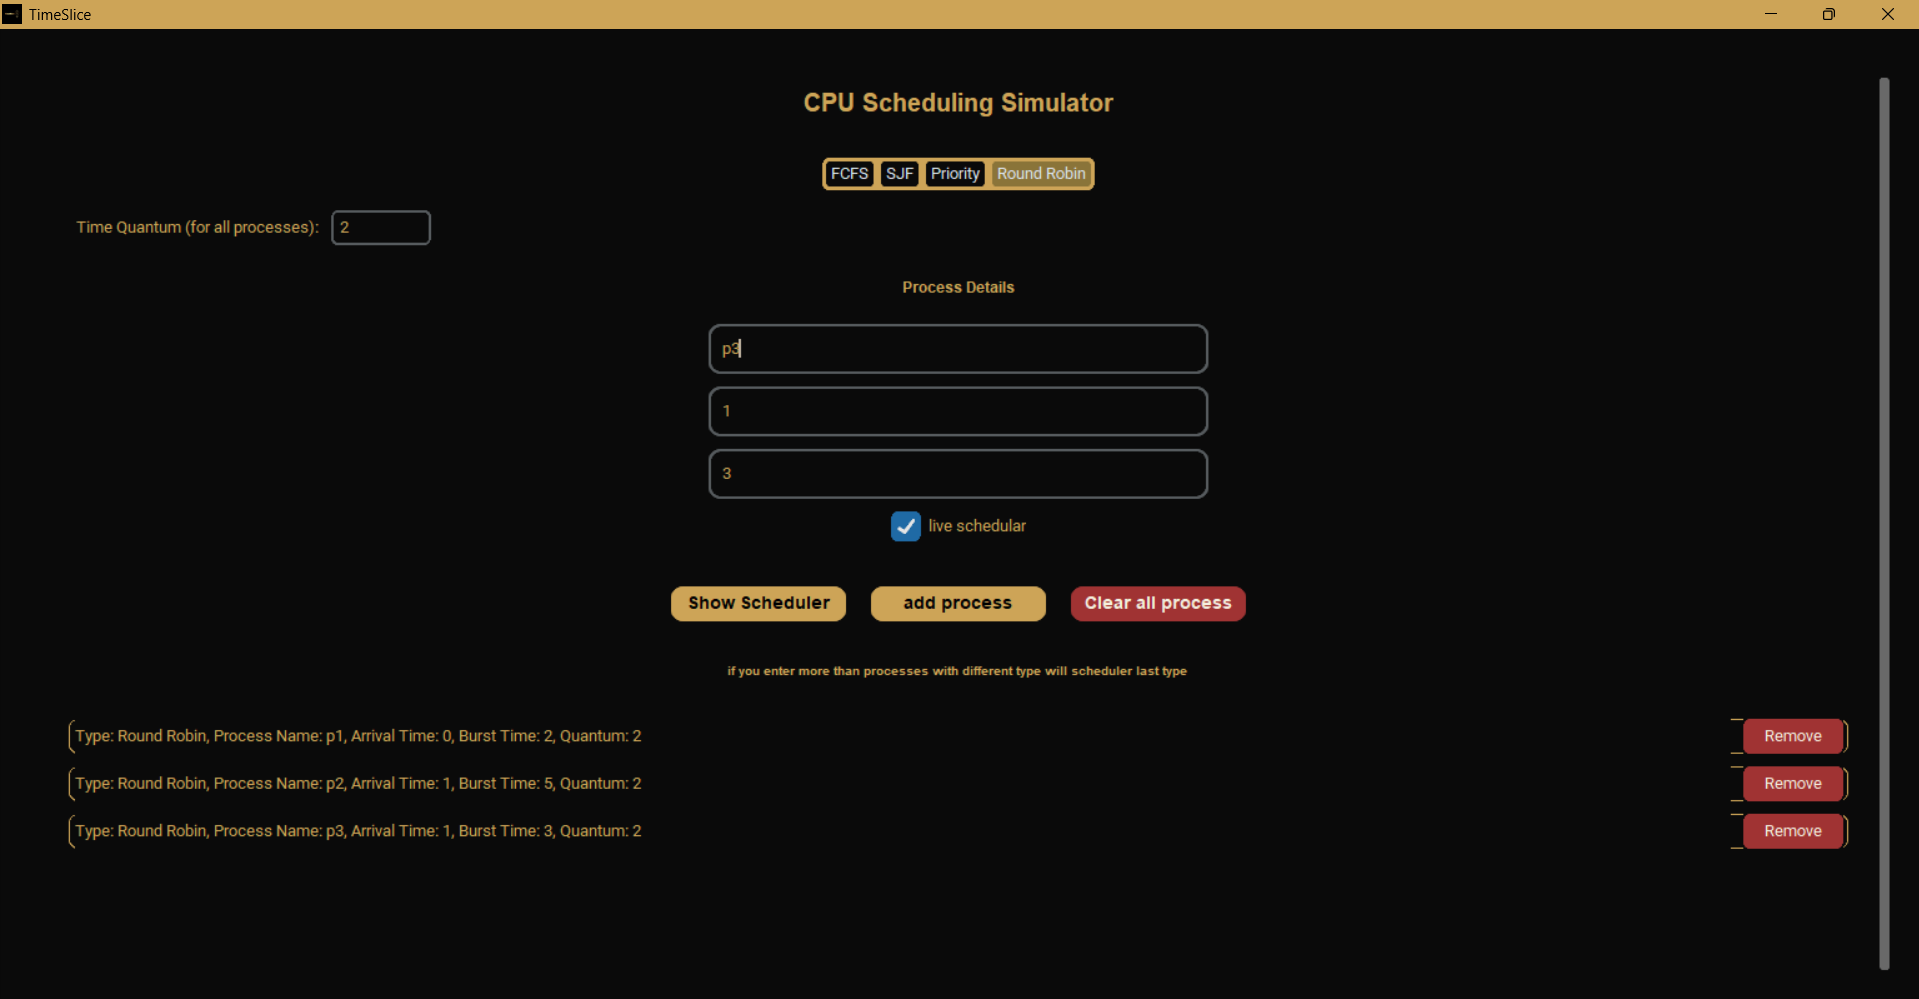 TimeSlice
CPU Scheduling Simulator
FCFS SJF Priority Round Robin
Time Quantum (for all processes): 2
Process Details
p3
1
3
live schedular
Show Scheduler add process Clear all process
if you enter more than processes with different type will scheduler last type
Type: Round Robin, Process Name: p1, Arrival Time: 0, Burst Time: 2, Quantum: 2 Remove
Type: Round Robin, Process Name: p2, Arrival Time: 1, Burst Time: 5, Quantum: 2 Remove
Type: Round Robin, Process Name: p3, Arrival Time: 1, Burst Time: 3, Quantum: 2 Remove